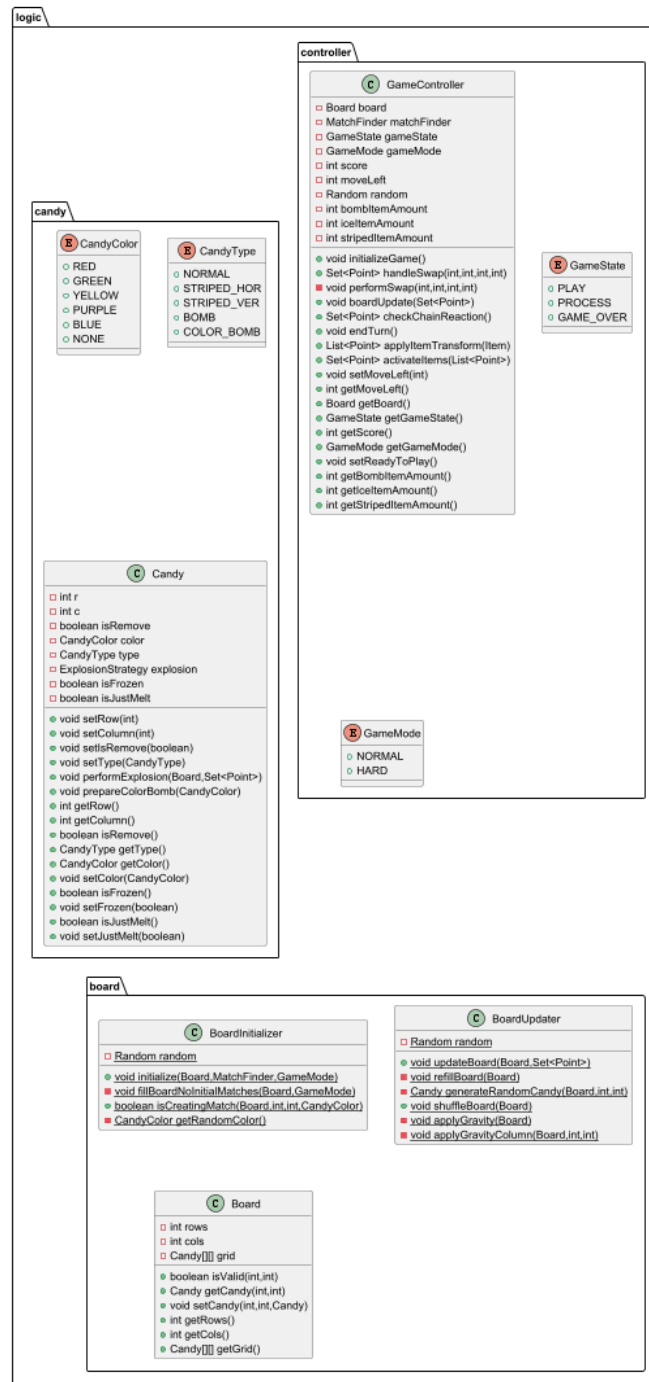 logic
controller
C GameController
Board board
MatchFinder matchFinder
GameState gameState
GameMode gameMode
int score
int moveLeft
Random random
int bombItemAmount
int iceItemAmount
int stripedItemAmount
void initializeGame()
Set<Point> handleSwap(int,int,int,int)
void performSwap(int,int,int,int)
void boardUpdate(Set<Point>)
Set<Point> checkChainReaction()
void endTurn()
List<Point> applyItemTransform(Item)
Set<Point> activateItems(List<Point>)
void setMoveLeft(int)
int getMoveLeft()
Board getBoard()
GameState getGameState()
int getScore()
GameMode getGameMode()
void setReadyToPlay()
int getBombItemAmount()
int getIceItemAmount()
int getStripedItemAmount()
E GameState
PLAY
PROCESS
GAME_OVER
E GameMode
NORMAL
HARD
candy
E CandyColor
RED
GREEN
YELLOW
PURPLE
BLUE
NONE
E CandyType
NORMAL
STRIPED_HOR
STRIPED_VER
BOMB
COLOR_BOMB
C Candy
int r
int c
boolean isRemove
CandyColor color
CandyType type
ExplosionStrategy explosion
boolean isFrozen
boolean isJustMelt
void setRow(int)
void setColumn(int)
void setIsRemove(boolean)
void setType(CandyType)
void performExplosion(Board,Set<Point>)
void prepareColorBomb(CandyColor)
int getRow()
int getColumn()
boolean isRemove()
CandyType getType()
CandyColor getColor()
void setColor(CandyColor)
boolean isFrozen()
void setFrozen(boolean)
boolean isJustMelt()
void setJustMelt(boolean)
board
C BoardInitializer
Random random
void initialize(Board,MatchFinder,GameMode)
void fillBoardNoInitialMatches(Board,GameMode)
boolean isCreatingMatch(Board,int,int,CandyColor)
CandyColor getRandomColor()
C BoardUpdater
Random random
void updateBoard(Board,Set<Point>)
void refillBoard(Board)
Candy generateRandomCandy(Board,int,int)
void shuffleBoard(Board)
void applyGravity(Board)
void applyGravityColumn(Board,int,int)
C Board
int rows
int cols
Candy[][] grid
boolean isValid(int,int)
Candy getCandy(int,int)
void setCandy(int,int,Candy)
int getRows()
int getCols()
Candy[][] getGrid()